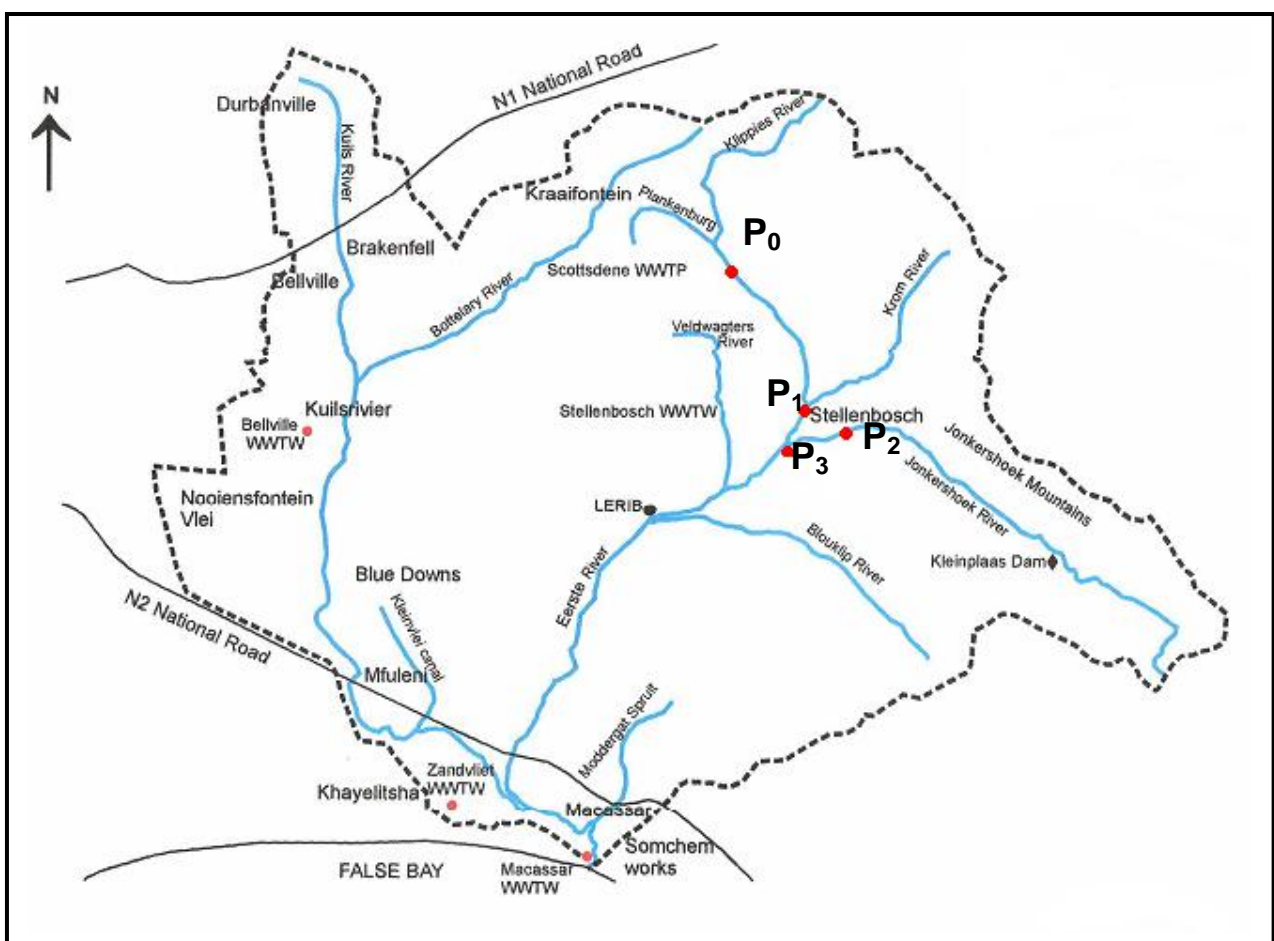 N
Durbanville
Kuils River
N1 National Road
Klippies River
Kraaifontein
Plankenburg
P0
Brakenfell
Bellville
Scottsdene WWTP
Bottelary River
Krom River
Veldwagters
River
P1
Stellenbosch
Kuilsrivier
Stellenbosch WWTW
Bellville
WWTW
P2
P3
Jonkershoek Mountains
Jonkershoek River
Nooiensfontein
Vlei
LERIB
Blouklip River
Kleinplaas Dam
Blue Downs
Kleinvlei canal
Eerste River
N2 National Road
Mfuleni
Moddergat Spruit
Zandvliet
WWTW
Khayelitsha
Macassar
Somchem
works
FALSE BAY
Macassar
WWTW